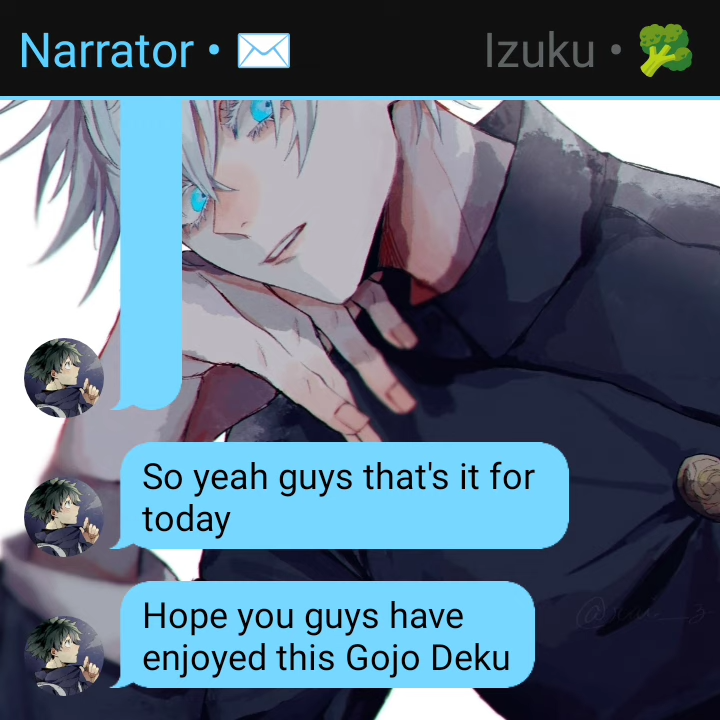 Narrator • ✉️
Izuku • 🥦
So yeah guys that's it for
today
Hope you guys have
enjoyed this Gojo Deku